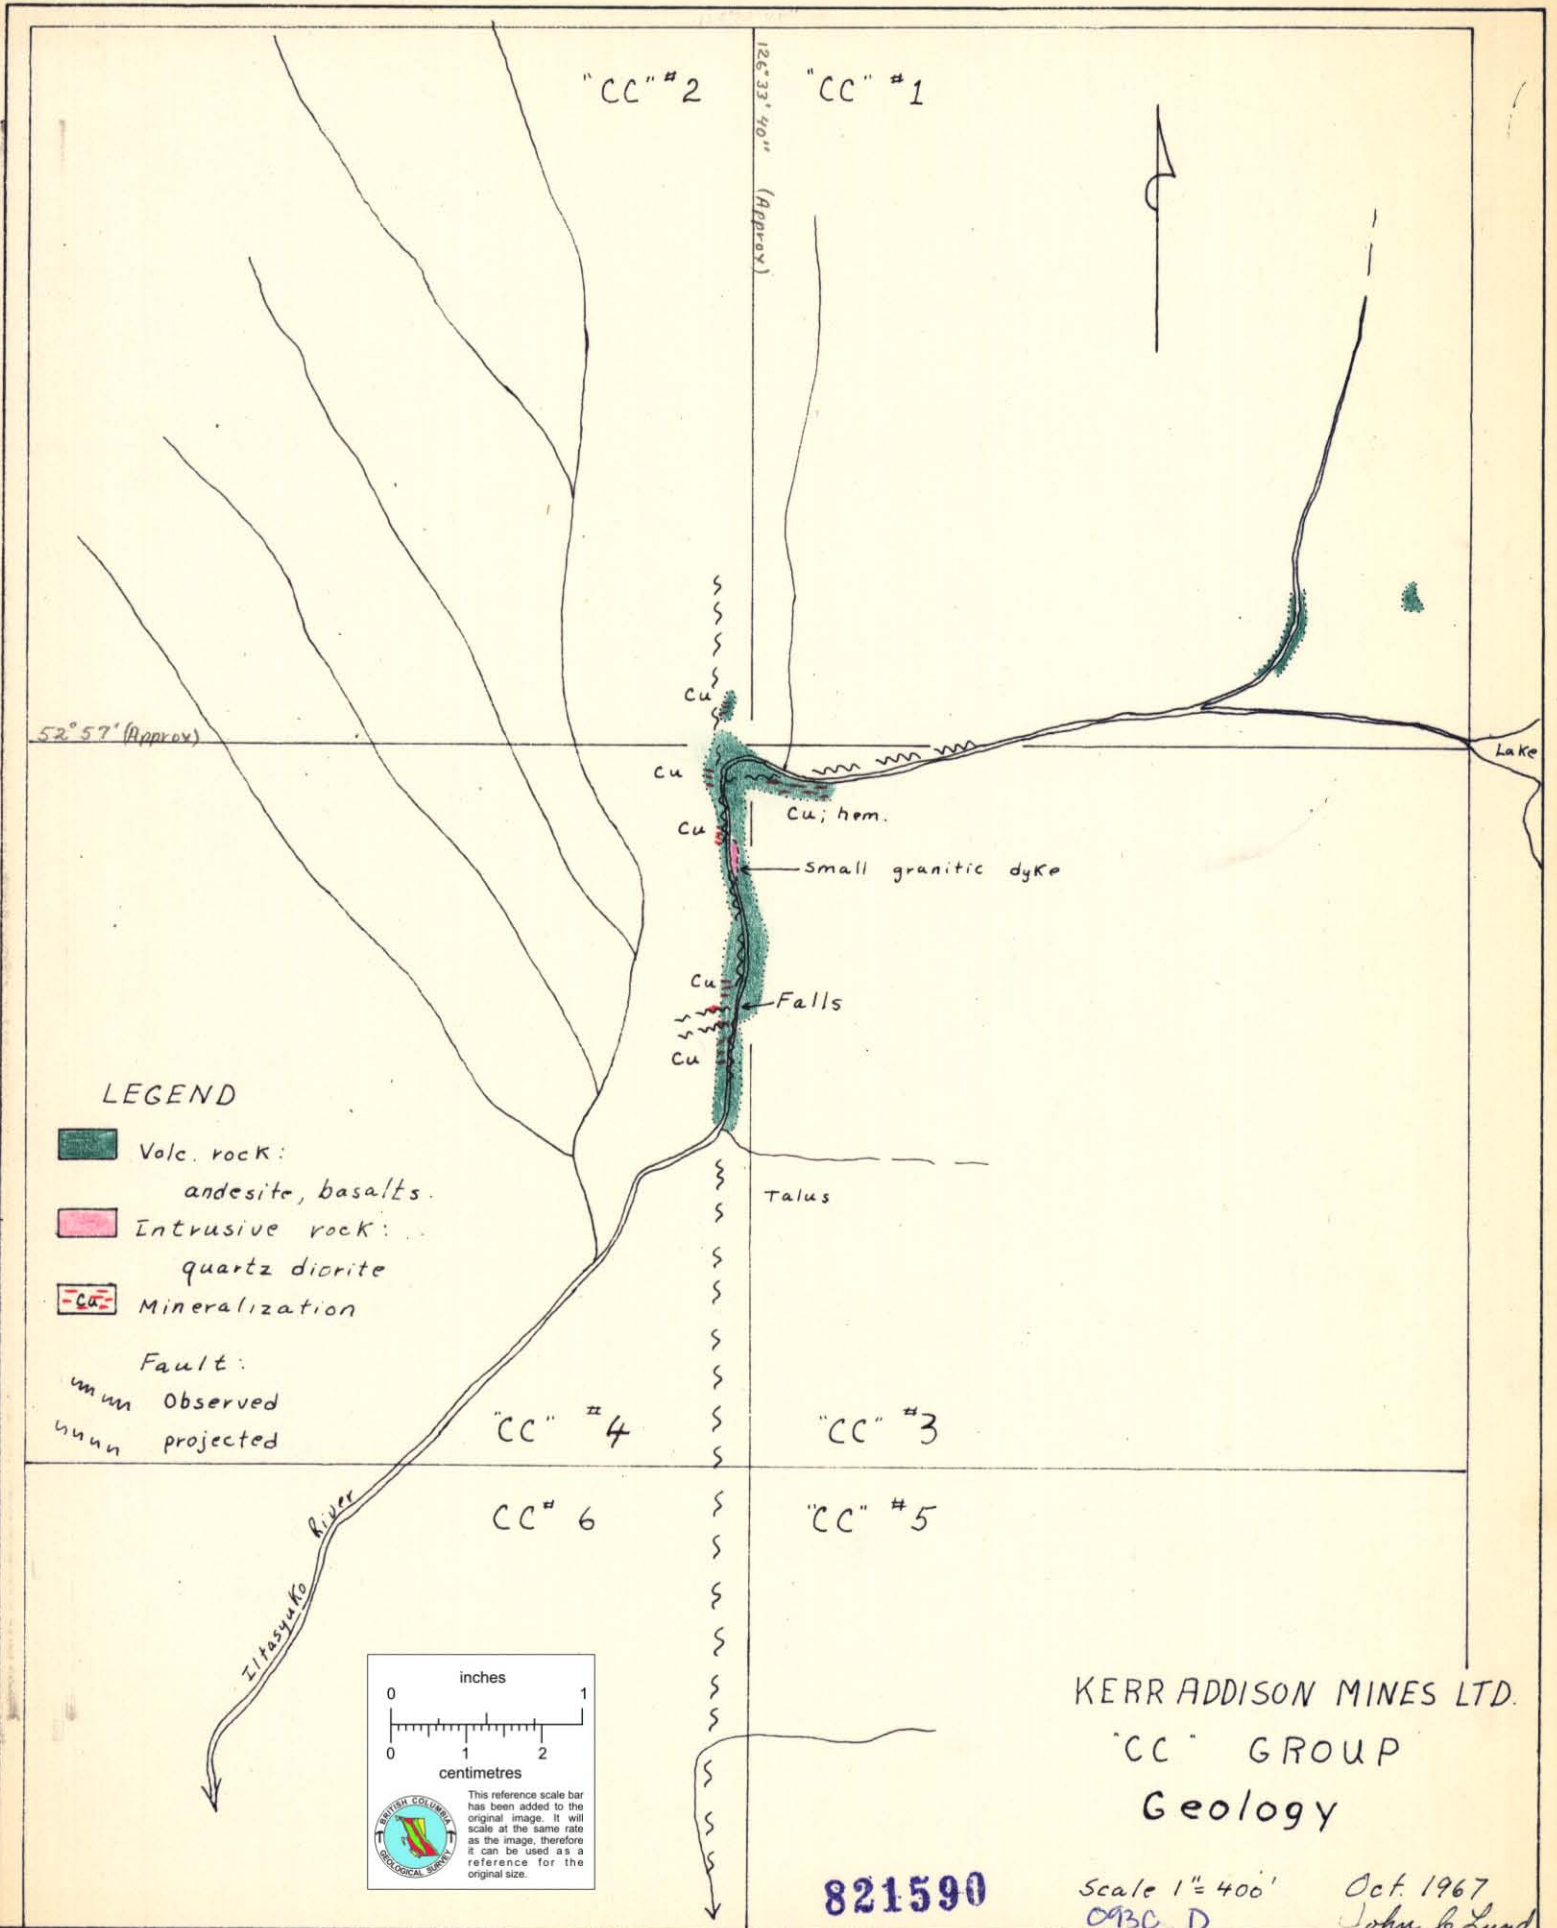 "CC" #2
"CC" #1
126° 33' 40" (Approx)
52° 57' (Approx)
Lake
Cu
Cu
Cu; hem.
Cu
Small granitic dyke
Cu
Falls
Cu
Talus
LEGEND
Volc. rock:
andesite, basalts.
Intrusive rock:
quartz diorite
Cu
Mineralization
Fault:
Observed
projected
"CC" #4
"CC" #3
CC# 6
"CC" #5
Iltasyuko River
inches
0 1
0 1 2
centimetres
This reference scale bar
has been added to the
original image. It will
scale at the same rate
as the image, therefore
it can be used as a
reference for the
original size.
BRITISH COLUMBIA
GEOLOGICAL SURVEY
KERR ADDISON MINES LTD.
"CC" GROUP
Geology
821590
Scale 1" = 400' Oct. 1967
093C, D
John Lund